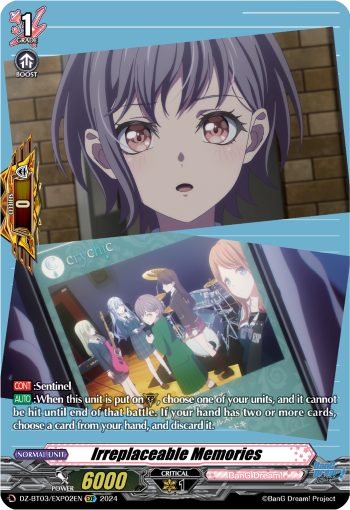 1
GRADE
BOOST
0
CRYCHIC
CONT :Sentinel
AUTO :When this unit is put on , choose one of your units, and it cannot
be hit until end of that battle. If your hand has two or more cards,
choose a card from your hand, and discard it.
NORMAL UNIT
Irreplaceable Memories
POWER
6000
CRITICAL
1
BanG Dream!
DZ-BT03/EXP02EN
2024
©BanG Dream! Project